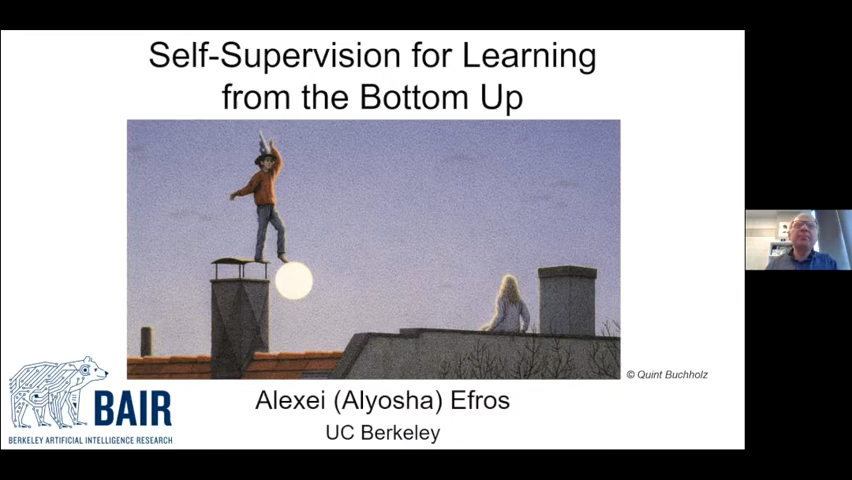 Self-Supervision for Learning
from the Bottom Up
© Quint Buchholz
Alexei (Alyosha) Efros
UC Berkeley
BAIR
BERKELEY ARTIFICIAL INTELLIGENCE RESEARCH